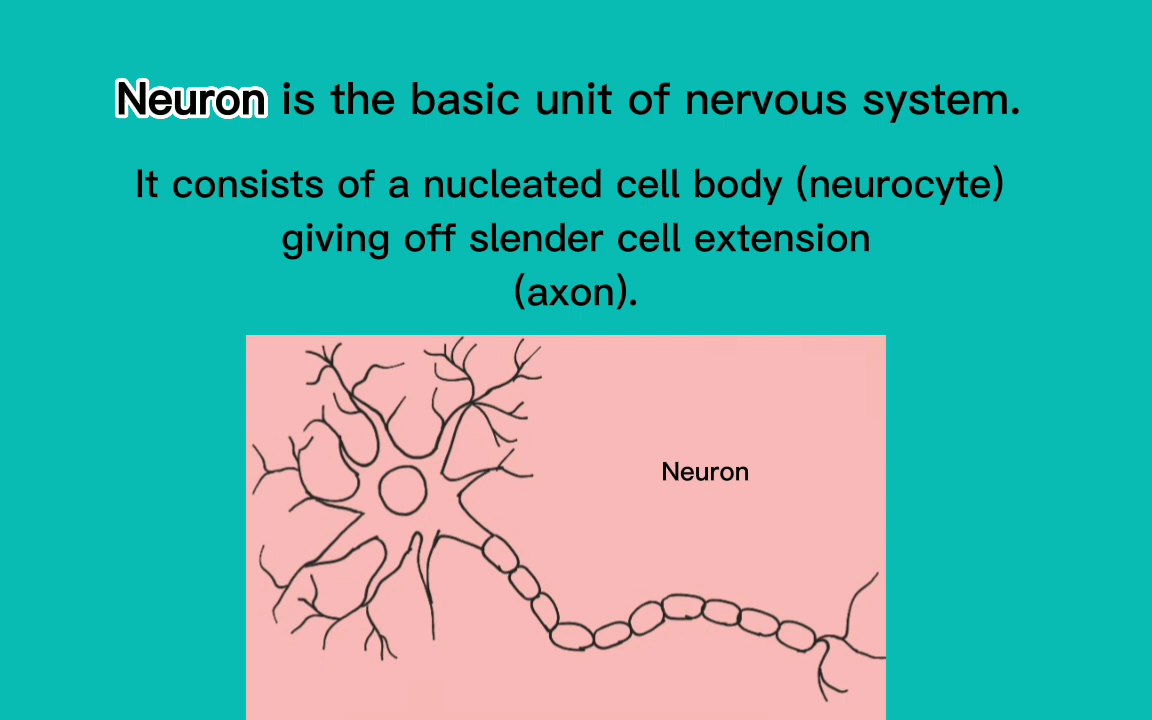 Neuron is the basic unit of nervous system.
It consists of a nucleated cell body (neurocyte)
giving off slender cell extension
(axon).
Neuron